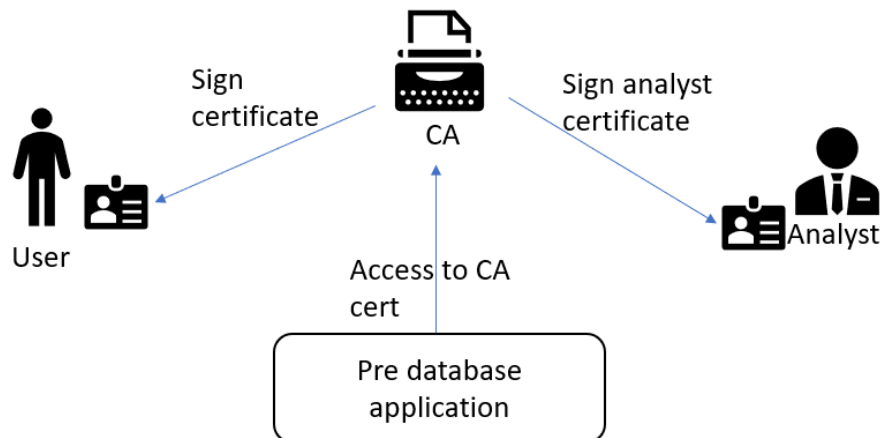 Sign
certificate
Sign analyst
certificate
CA
User
Analyst
Access to CA
cert
Pre database
application